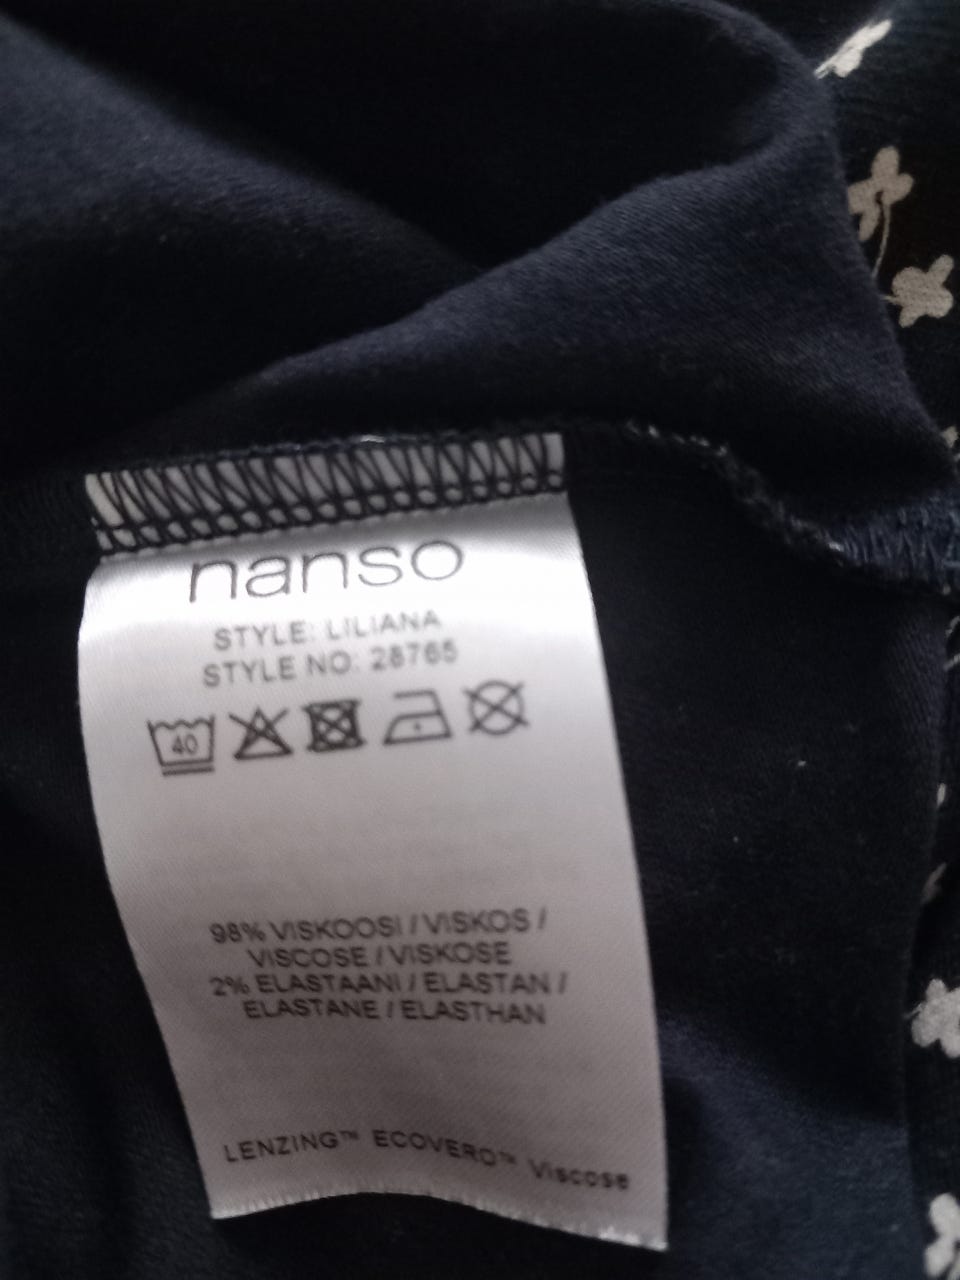 nanso
STYLE: LILIANA
STYLE NO: 28765
40
98% VISKOOSI / VISKOS /
VISCOSE / VISKOSE
2% ELASTAANI / ELASTAN /
ELASTANE / ELASTHAN
LENZING™ ECOVERO™ Viscose